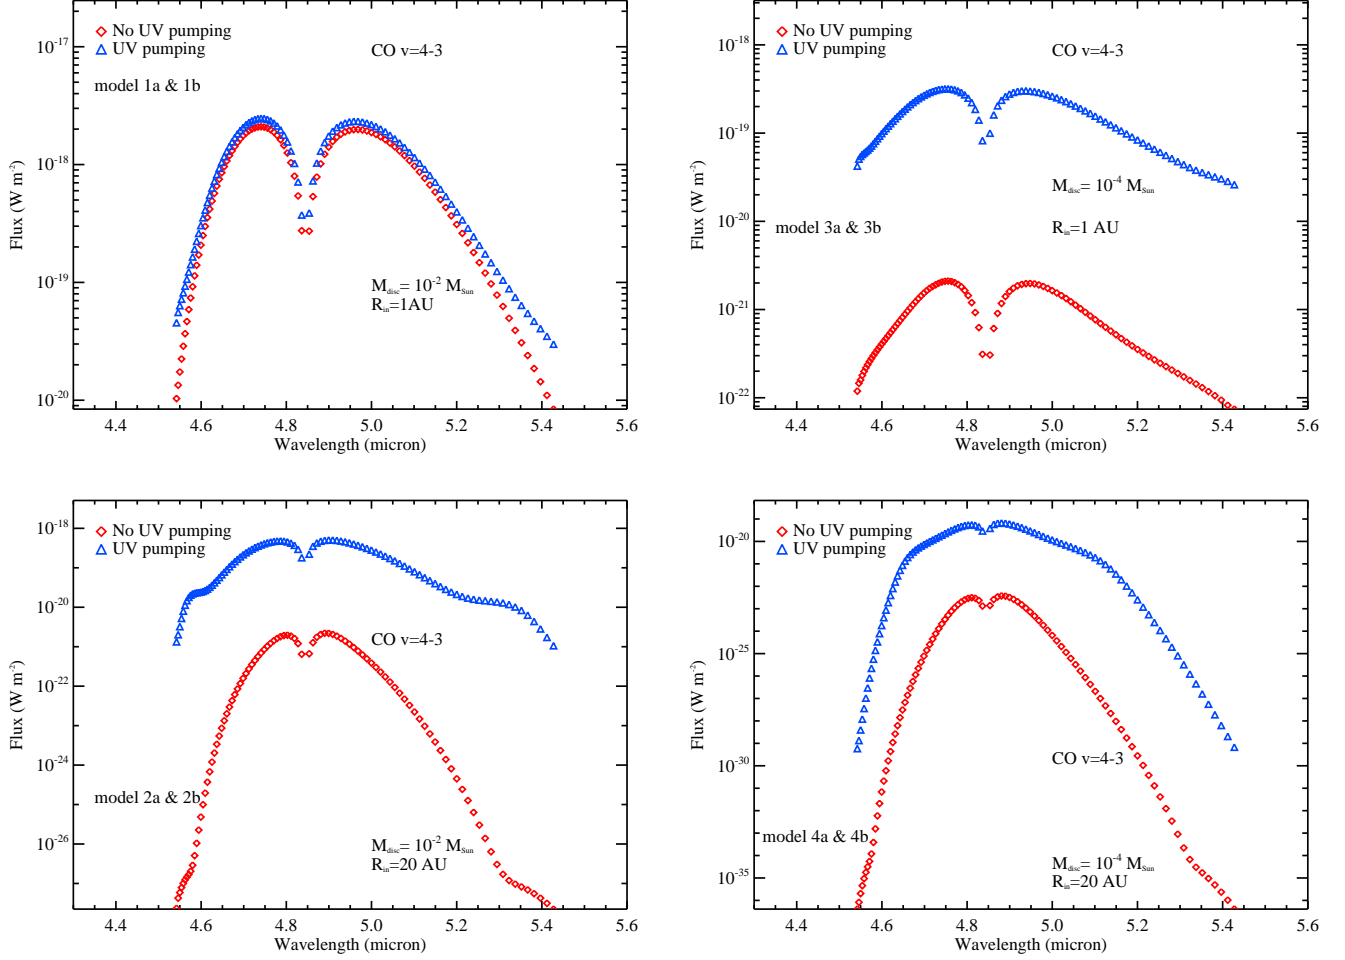 No UV pumping
UV pumping
CO v=4-3
model 1a & 1b
M_disc= 10^-2 M_Sun
R_in=1AU
Flux (W m^-2)
10^-17
10^-18
10^-19
10^-20
4.4 4.6 4.8 5.0 5.2 5.4 5.6
Wavelength (micron)
No UV pumping
UV pumping
CO v=4-3
M_disc= 10^-4 M_Sun
model 3a & 3b
R_in=1 AU
Flux (W m^-2)
10^-18
10^-19
10^-20
10^-21
10^-22
4.4 4.6 4.8 5.0 5.2 5.4 5.6
Wavelength (micron)
No UV pumping
UV pumping
CO v=4-3
model 2a & 2b
M_disc= 10^-2 M_Sun
R_in=20 AU
Flux (W m^-2)
10^-18
10^-20
10^-22
10^-24
10^-26
4.4 4.6 4.8 5.0 5.2 5.4 5.6
Wavelength (micron)
No UV pumping
UV pumping
CO v=4-3
model 4a & 4b
M_disc= 10^-4 M_Sun
R_in=20 AU
Flux (W m^-2)
10^-20
10^-25
10^-30
10^-35
4.4 4.6 4.8 5.0 5.2 5.4 5.6
Wavelength (micron)